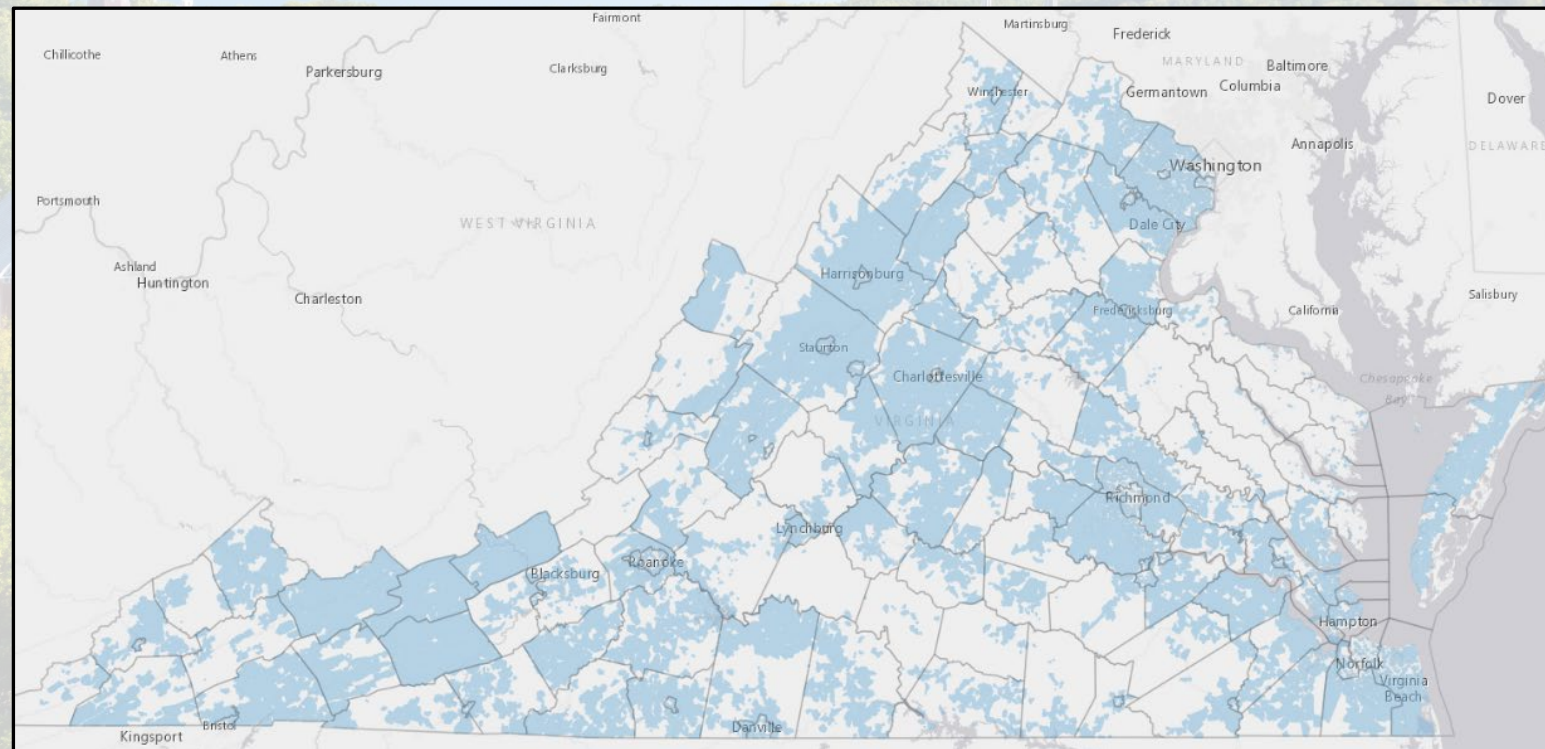 Fairmont
Martinsburg
Frederick
Chillicothe
Athens
Parkersburg
Clarksburg
MARYLAND
Baltimore
Columbia
Winchester
Germantown
Dover
Annapolis
DELAWARE
Washington
Portsmouth
WEST VIRGINIA
Dale City
Ashland
Huntington
Harrisonburg
Charleston
Salisbury
Fredericksburg
California
Staunton
Charlottesville
Chesapeake
Bay
VIRGINIA
Richmond
Lynchburg
Roanoke
Blacksburg
Hampton
Norfolk
Virginia
Beach
Bristol
Danville
Kingsport